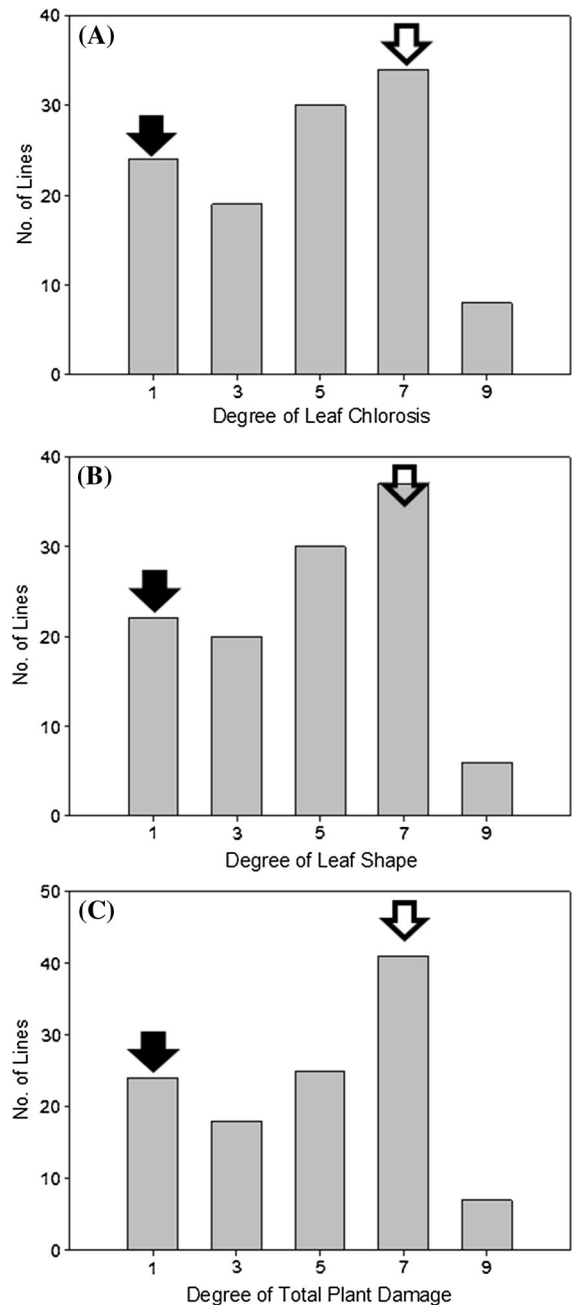 (A)
40
30
20
10
0
No. of Lines
1 3 5 7 9
Degree of Leaf Chlorosis
(B)
40
30
20
10
0
No. of Lines
1 3 5 7 9
Degree of Leaf Shape
(C)
50
40
30
20
10
0
No. of Lines
1 3 5 7 9
Degree of Total Plant Damage